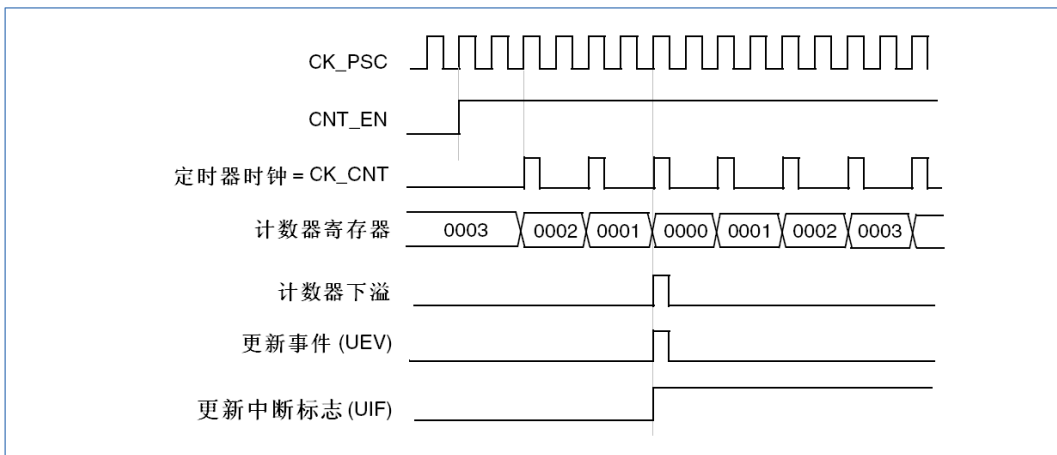 CK_PSC
CNT_EN
定时器时钟 = CK_CNT
计数器寄存器 0003 0002 0001 0000 0001 0002 0003
计数器下溢
更新事件 (UEV)
更新中断标志 (UIF)